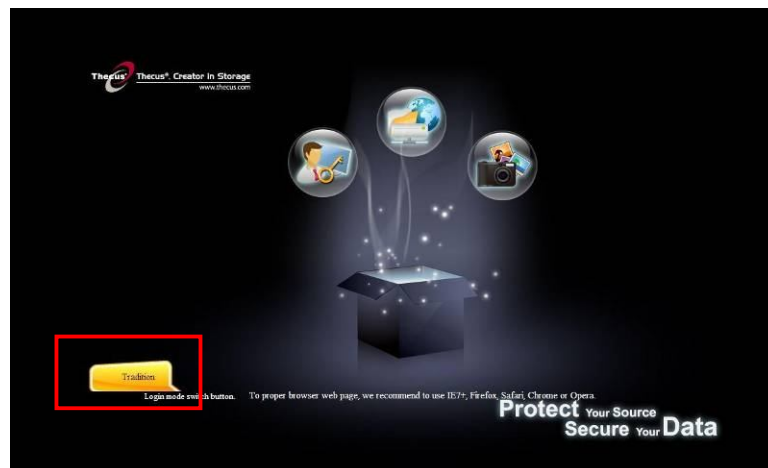 Thecus® Thecus®, Creator in Storage
www.thecus.com
Tradition
Login mode switch button. To proper browser web page, we recommend to use IE7+, Firefox, Safari, Chrome or Opera.
Protect Your Source
Secure Your Data